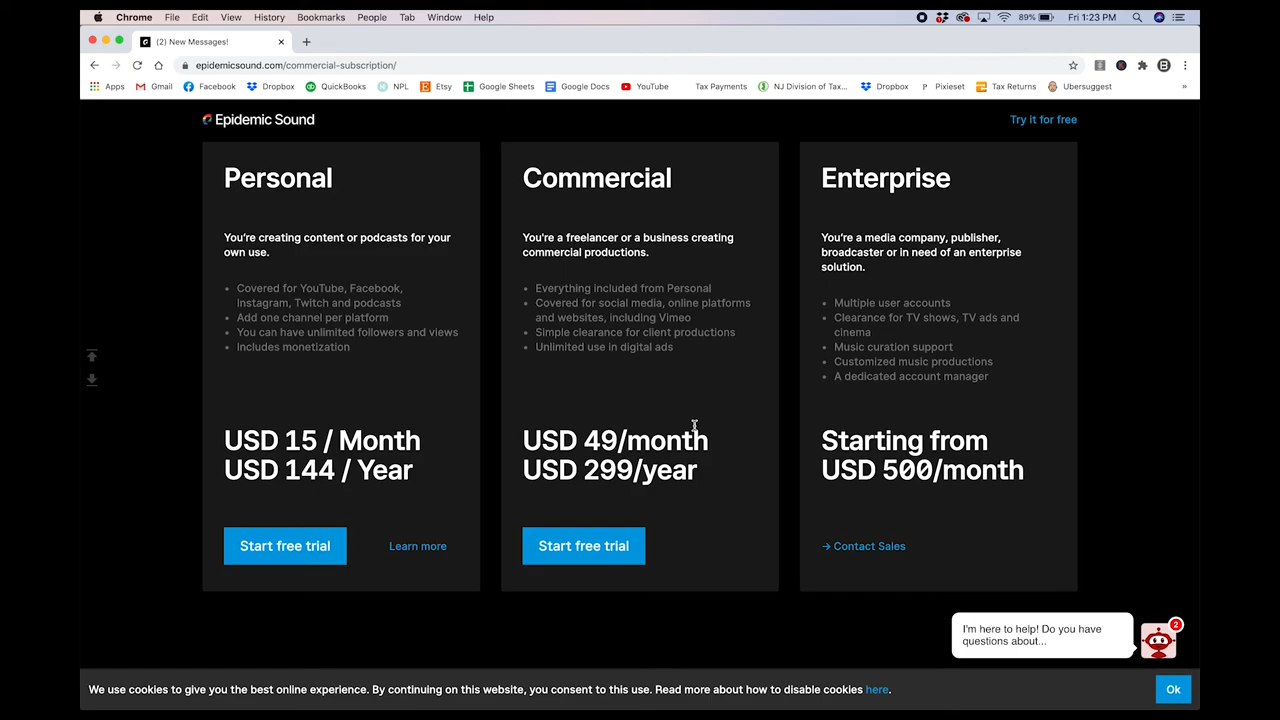 Chrome File Edit View History Bookmarks People Tab Window Help 89% Fri 1:23 PM
(2) New Messages!
epidemicsound.com/commercial-subscription/
Apps Gmail Facebook Dropbox QuickBooks NPL Etsy Google Sheets Google Docs YouTube Tax Payments NJ Division of Tax... Dropbox Pixieset Tax Returns Ubersuggest »
Epidemic Sound Try it for free
Personal
You're creating content or podcasts for your
own use.
• Covered for YouTube, Facebook,
Instagram, Twitch and podcasts
• Add one channel per platform
• You can have unlimited followers and views
• Includes monetization
USD 15 / Month
USD 144 / Year
Start free trial Learn more
Commercial
You're a freelancer or a business creating
commercial productions.
• Everything included from Personal
• Covered for social media, online platforms
and websites, including Vimeo
• Simple clearance for client productions
• Unlimited use in digital ads
USD 49/month
USD 299/year
Start free trial
Enterprise
You're a media company, publisher,
broadcaster or in need of an enterprise
solution.
• Multiple user accounts
• Clearance for TV shows, TV ads and
cinema
• Music curation support
• Customized music productions
• A dedicated account manager
Starting from
USD 500/month
→ Contact Sales
I'm here to help! Do you have
questions about...
2
We use cookies to give you the best online experience. By continuing on this website, you consent to this use. Read more about how to disable cookies here.
Ok